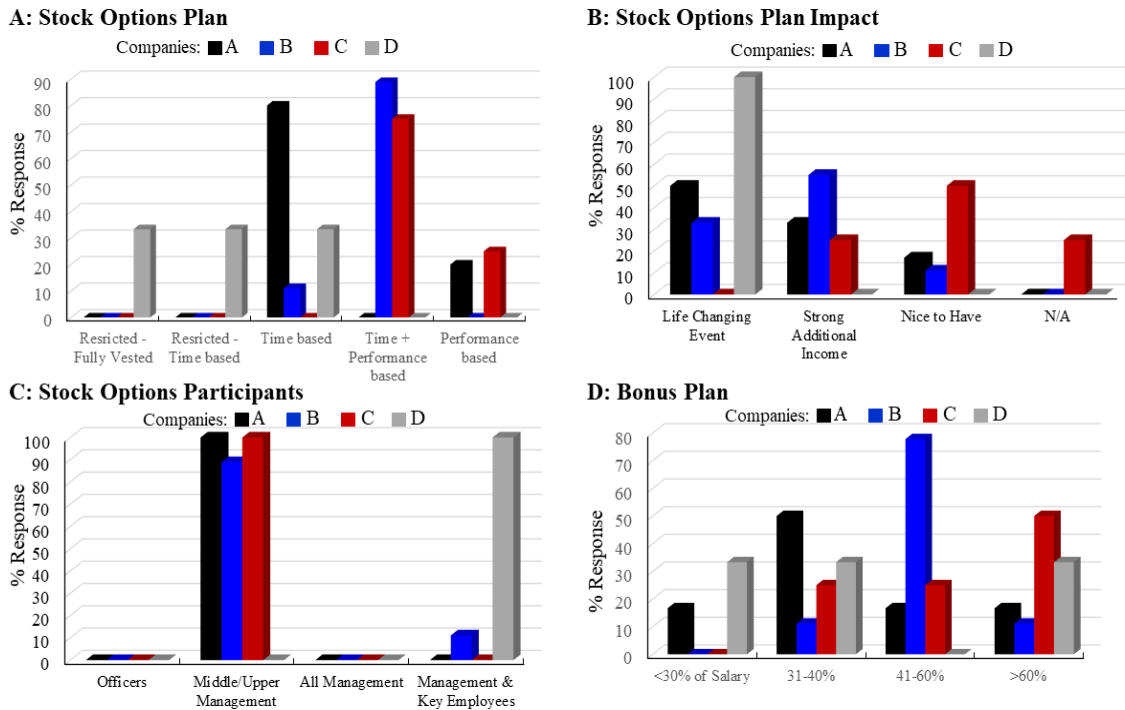 A: Stock Options Plan
Companies: A B C D
% Response
90
80
70
60
50
40
30
20
10
0
Resricted -
Fully Vested
Resricted -
Time based
Time based
Time +
Performance
based
Performance
based
B: Stock Options Plan Impact
Companies: A B C D
% Response
100
90
80
70
60
50
40
30
20
10
0
Life Changing
Event
Strong
Additional
Income
Nice to Have
N/A
C: Stock Options Participants
Companies: A B C D
% Response
100
90
80
70
60
50
40
30
20
10
0
Officers
Middle/Upper
Management
All Management
Management &
Key Employees
D: Bonus Plan
Companies: A B C D
% Response
80
70
60
50
40
30
20
10
0
<30% of Salary
31-40%
41-60%
>60%